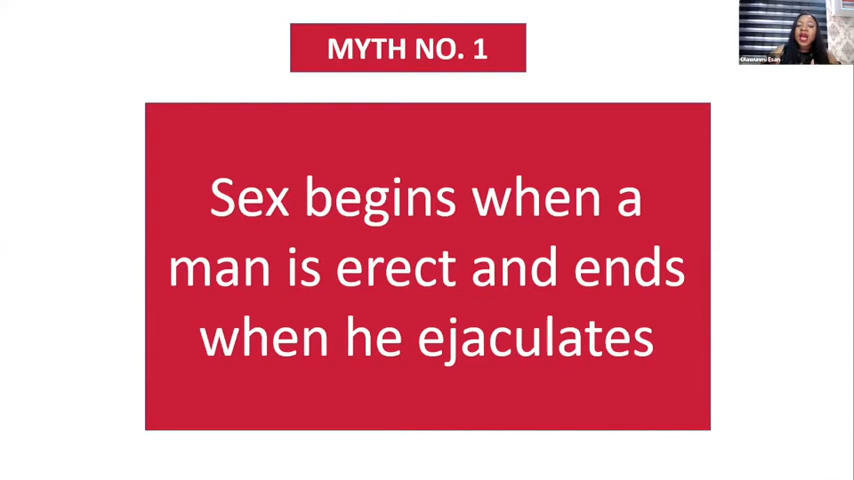 MYTH NO. 1
Sex begins when a
man is erect and ends
when he ejaculates